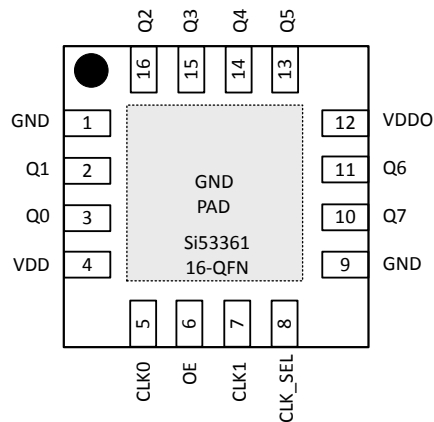 Q2 Q3 Q4 Q5
16 15 14 13
GND 1 12 VDDO
Q1 2 11 Q6
GND
PAD
Q0 3 10 Q7
Si53361
VDD 4 9 GND
16-QFN
5 6 7 8
CLK0 OE CLK1 CLK_SEL